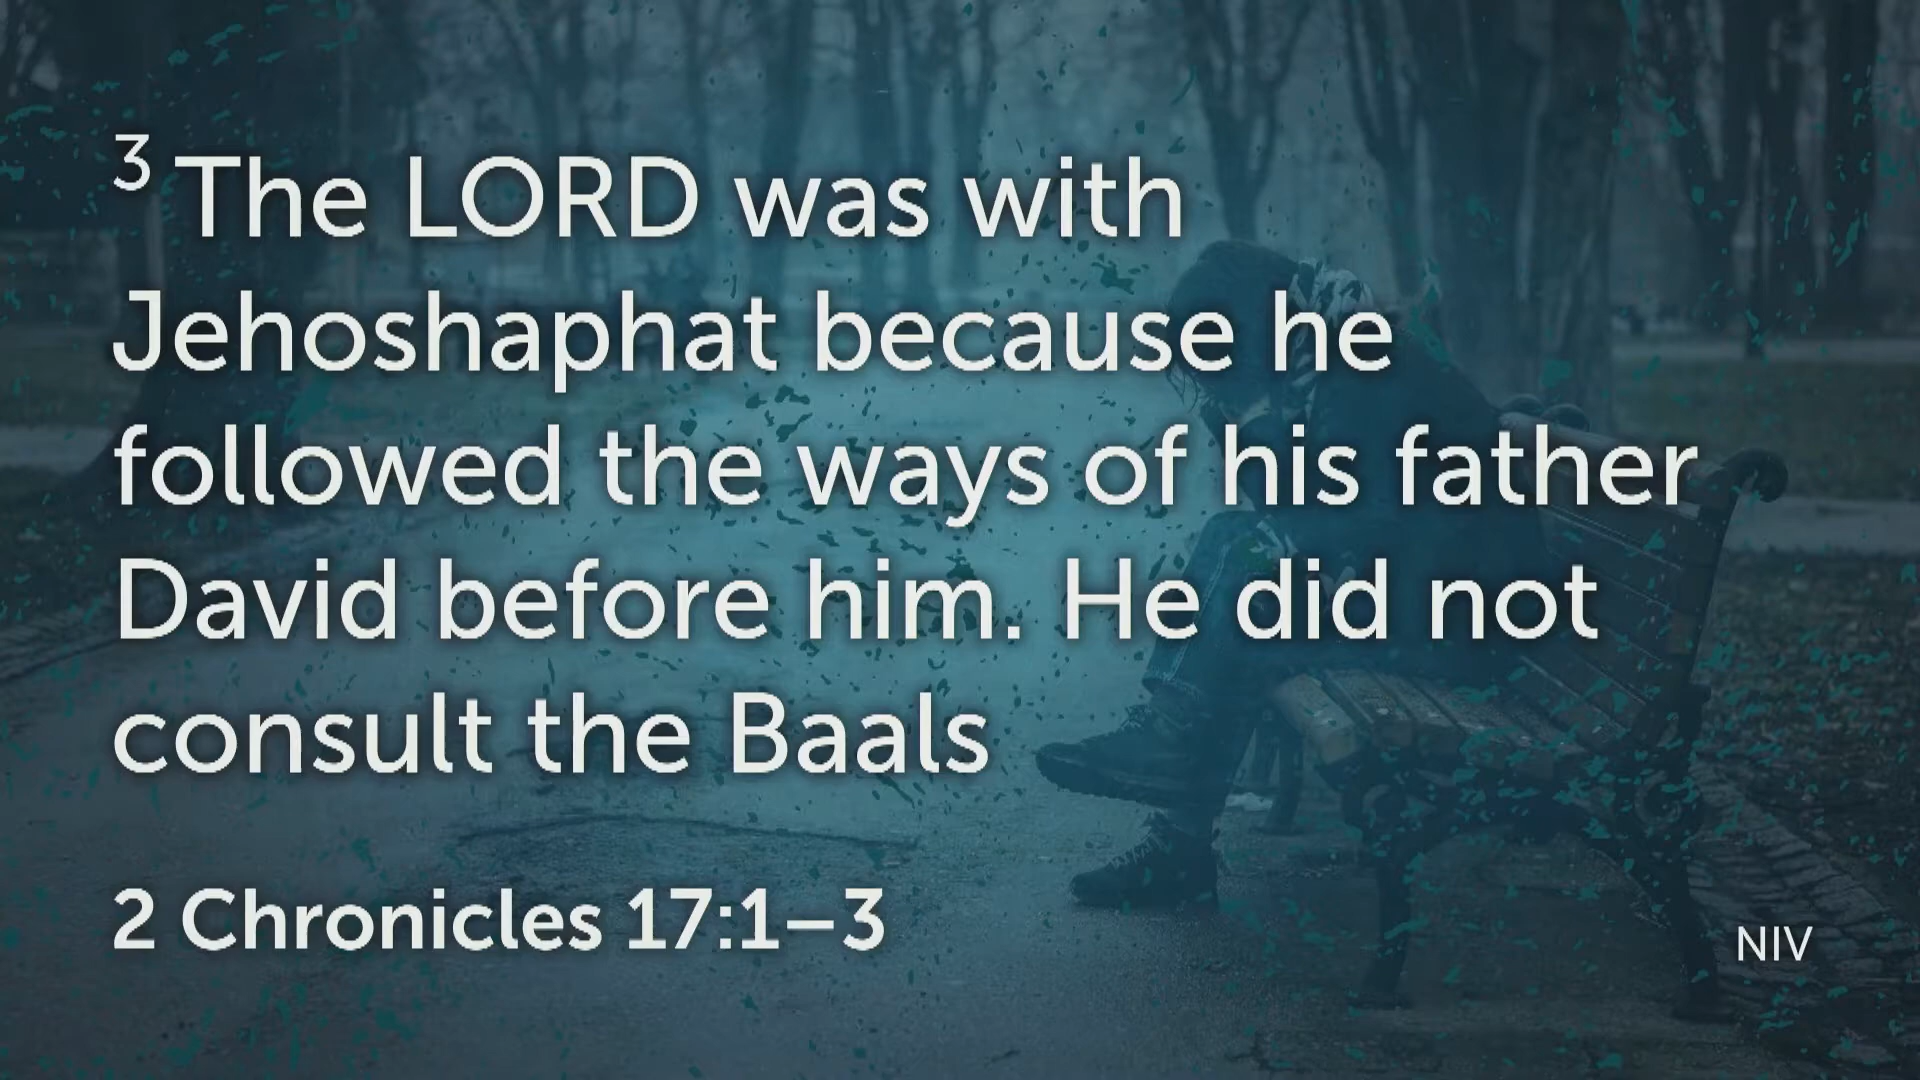 3 The LORD was with
Jehoshaphat because he
followed the ways of his father
David before him. He did not
consult the Baals
2 Chronicles 17:1–3
NIV